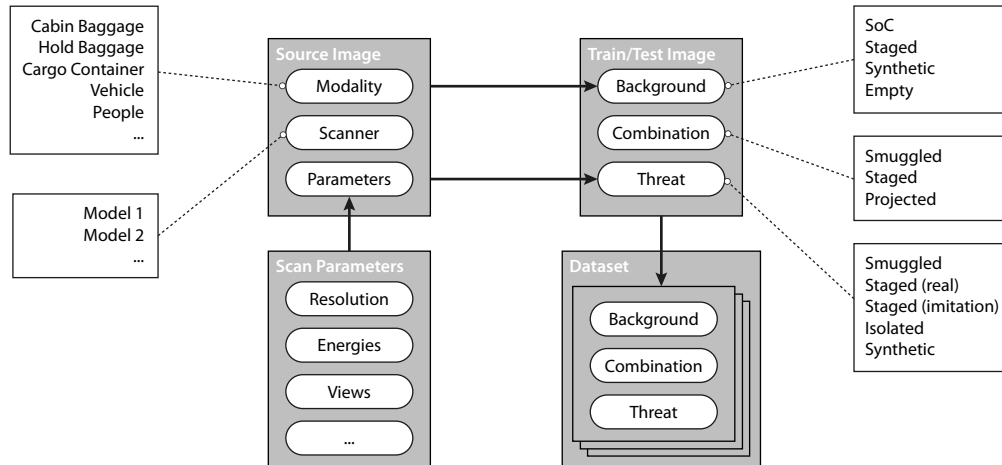 Cabin Baggage
Hold Baggage
Cargo Container
Vehicle
People
...
Model 1
Model 2
...
Source Image
Modality
Scanner
Parameters
Scan Parameters
Resolution
Energies
Views
...
Train/Test Image
Background
Combination
Threat
Dataset
Background
Combination
Threat
SoC
Staged
Synthetic
Empty
Smuggled
Staged
Projected
Smuggled
Staged (real)
Staged (imitation)
Isolated
Synthetic